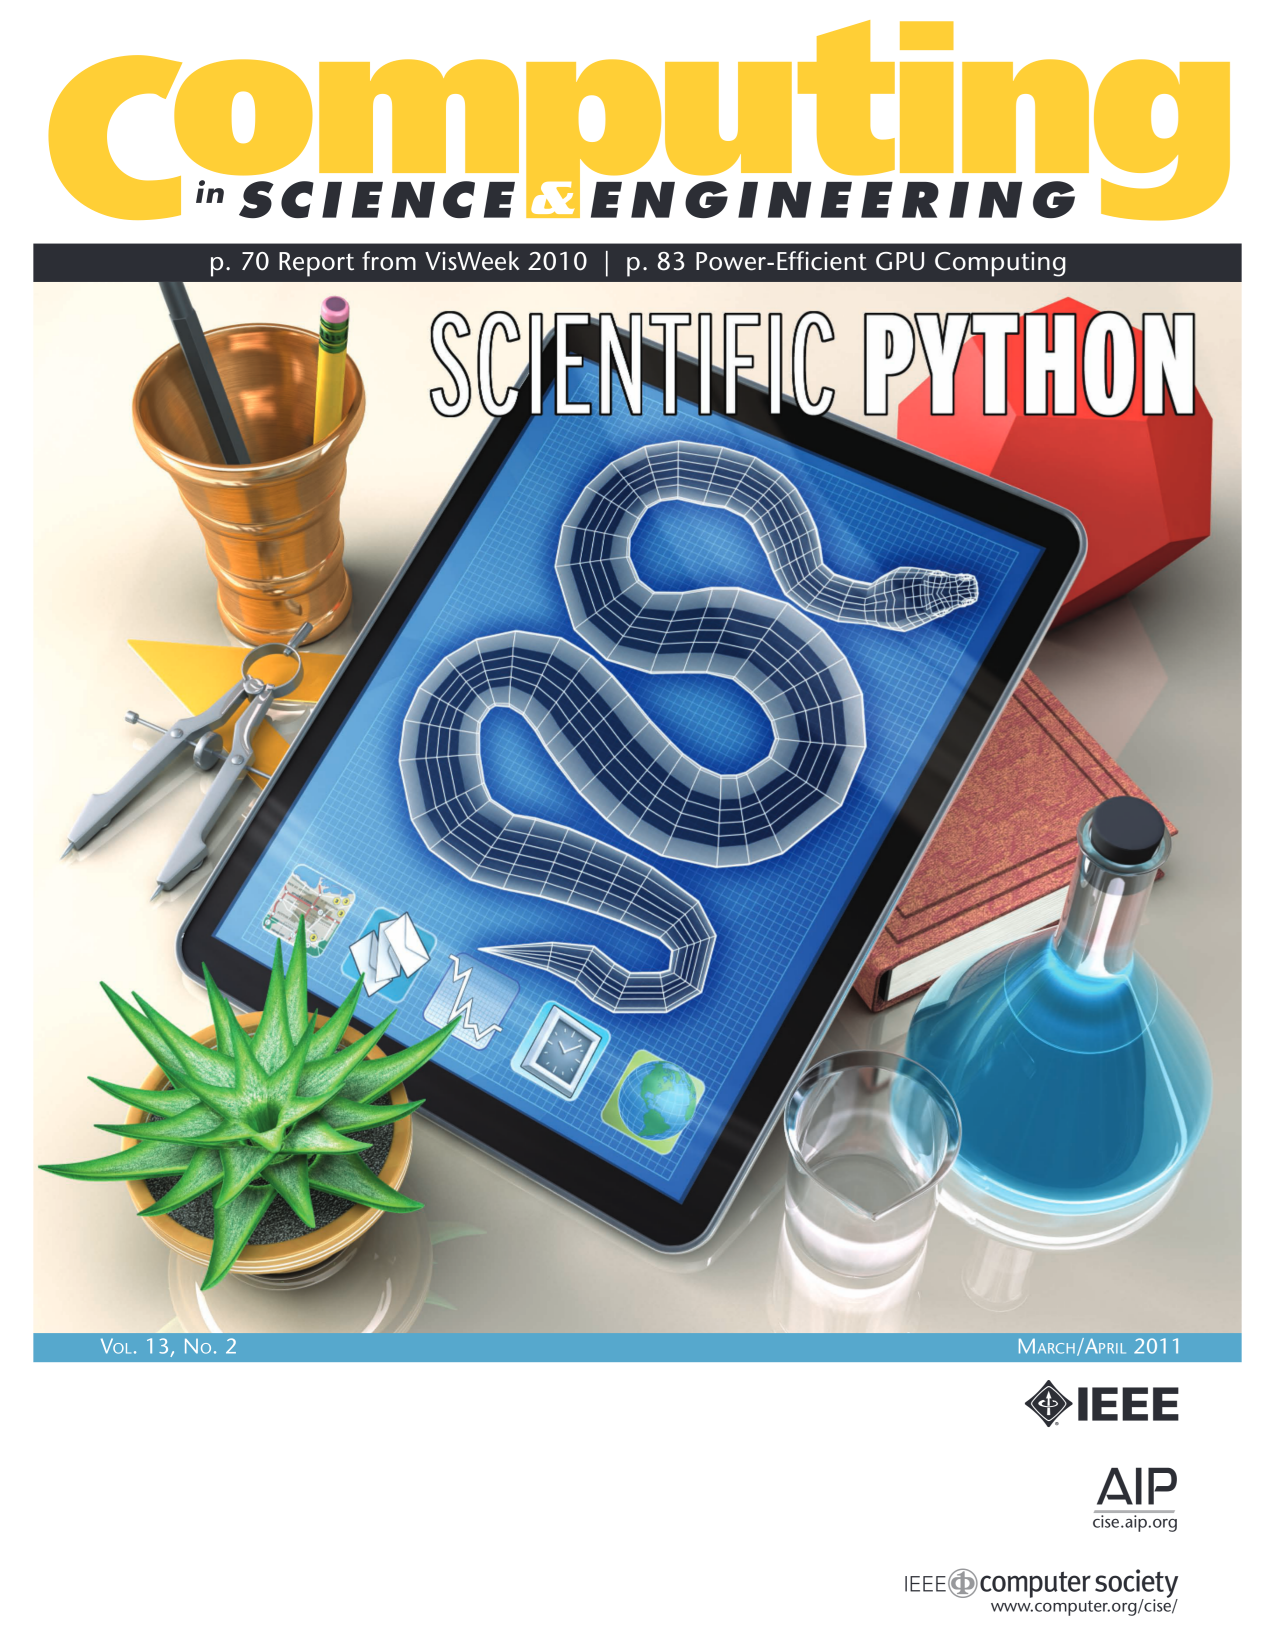 Computing
in SCIENCE & ENGINEERING
p. 70 Report from VisWeek 2010 | p. 83 Power-Efficient GPU Computing
SCIENTIFIC PYTHON
Vol. 13, No. 2
March/April 2011
IEEE
AIP
cise.aip.org
IEEE computer society
www.computer.org/cise/